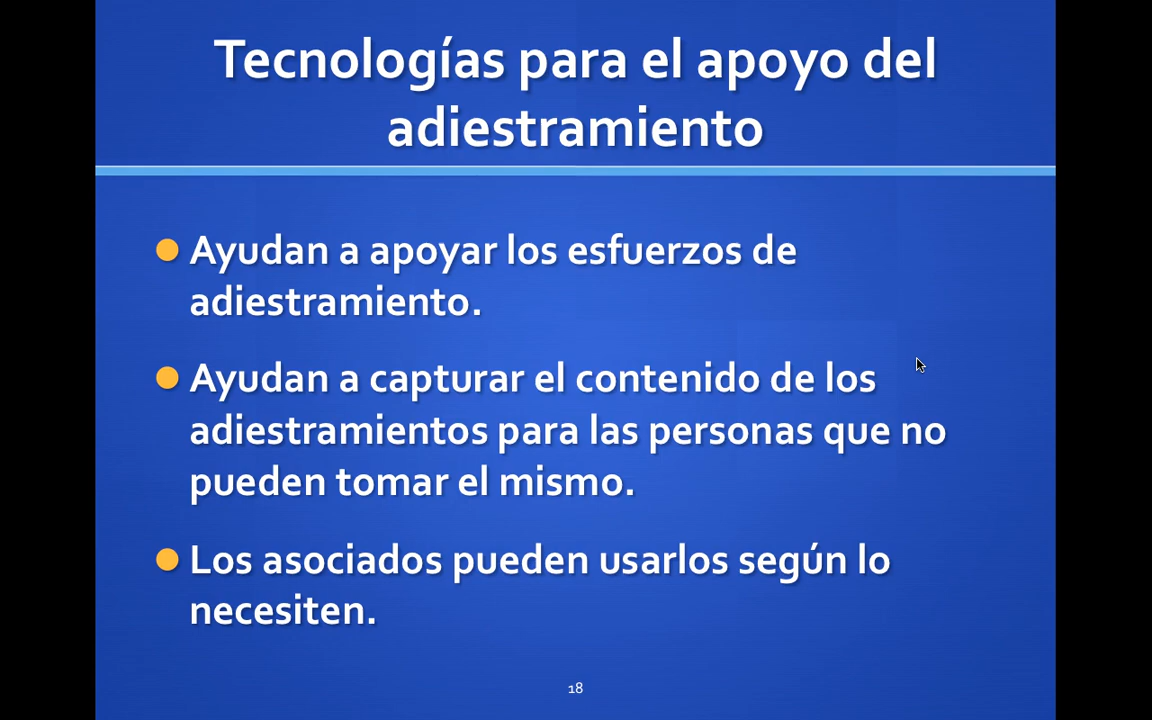 Tecnologías para el apoyo del
adiestramiento
Ayudan a apoyar los esfuerzos de
adiestramiento.
Ayudan a capturar el contenido de los
adiestramientos para las personas que no
pueden tomar el mismo.
Los asociados pueden usarlos según lo
necesiten.
18